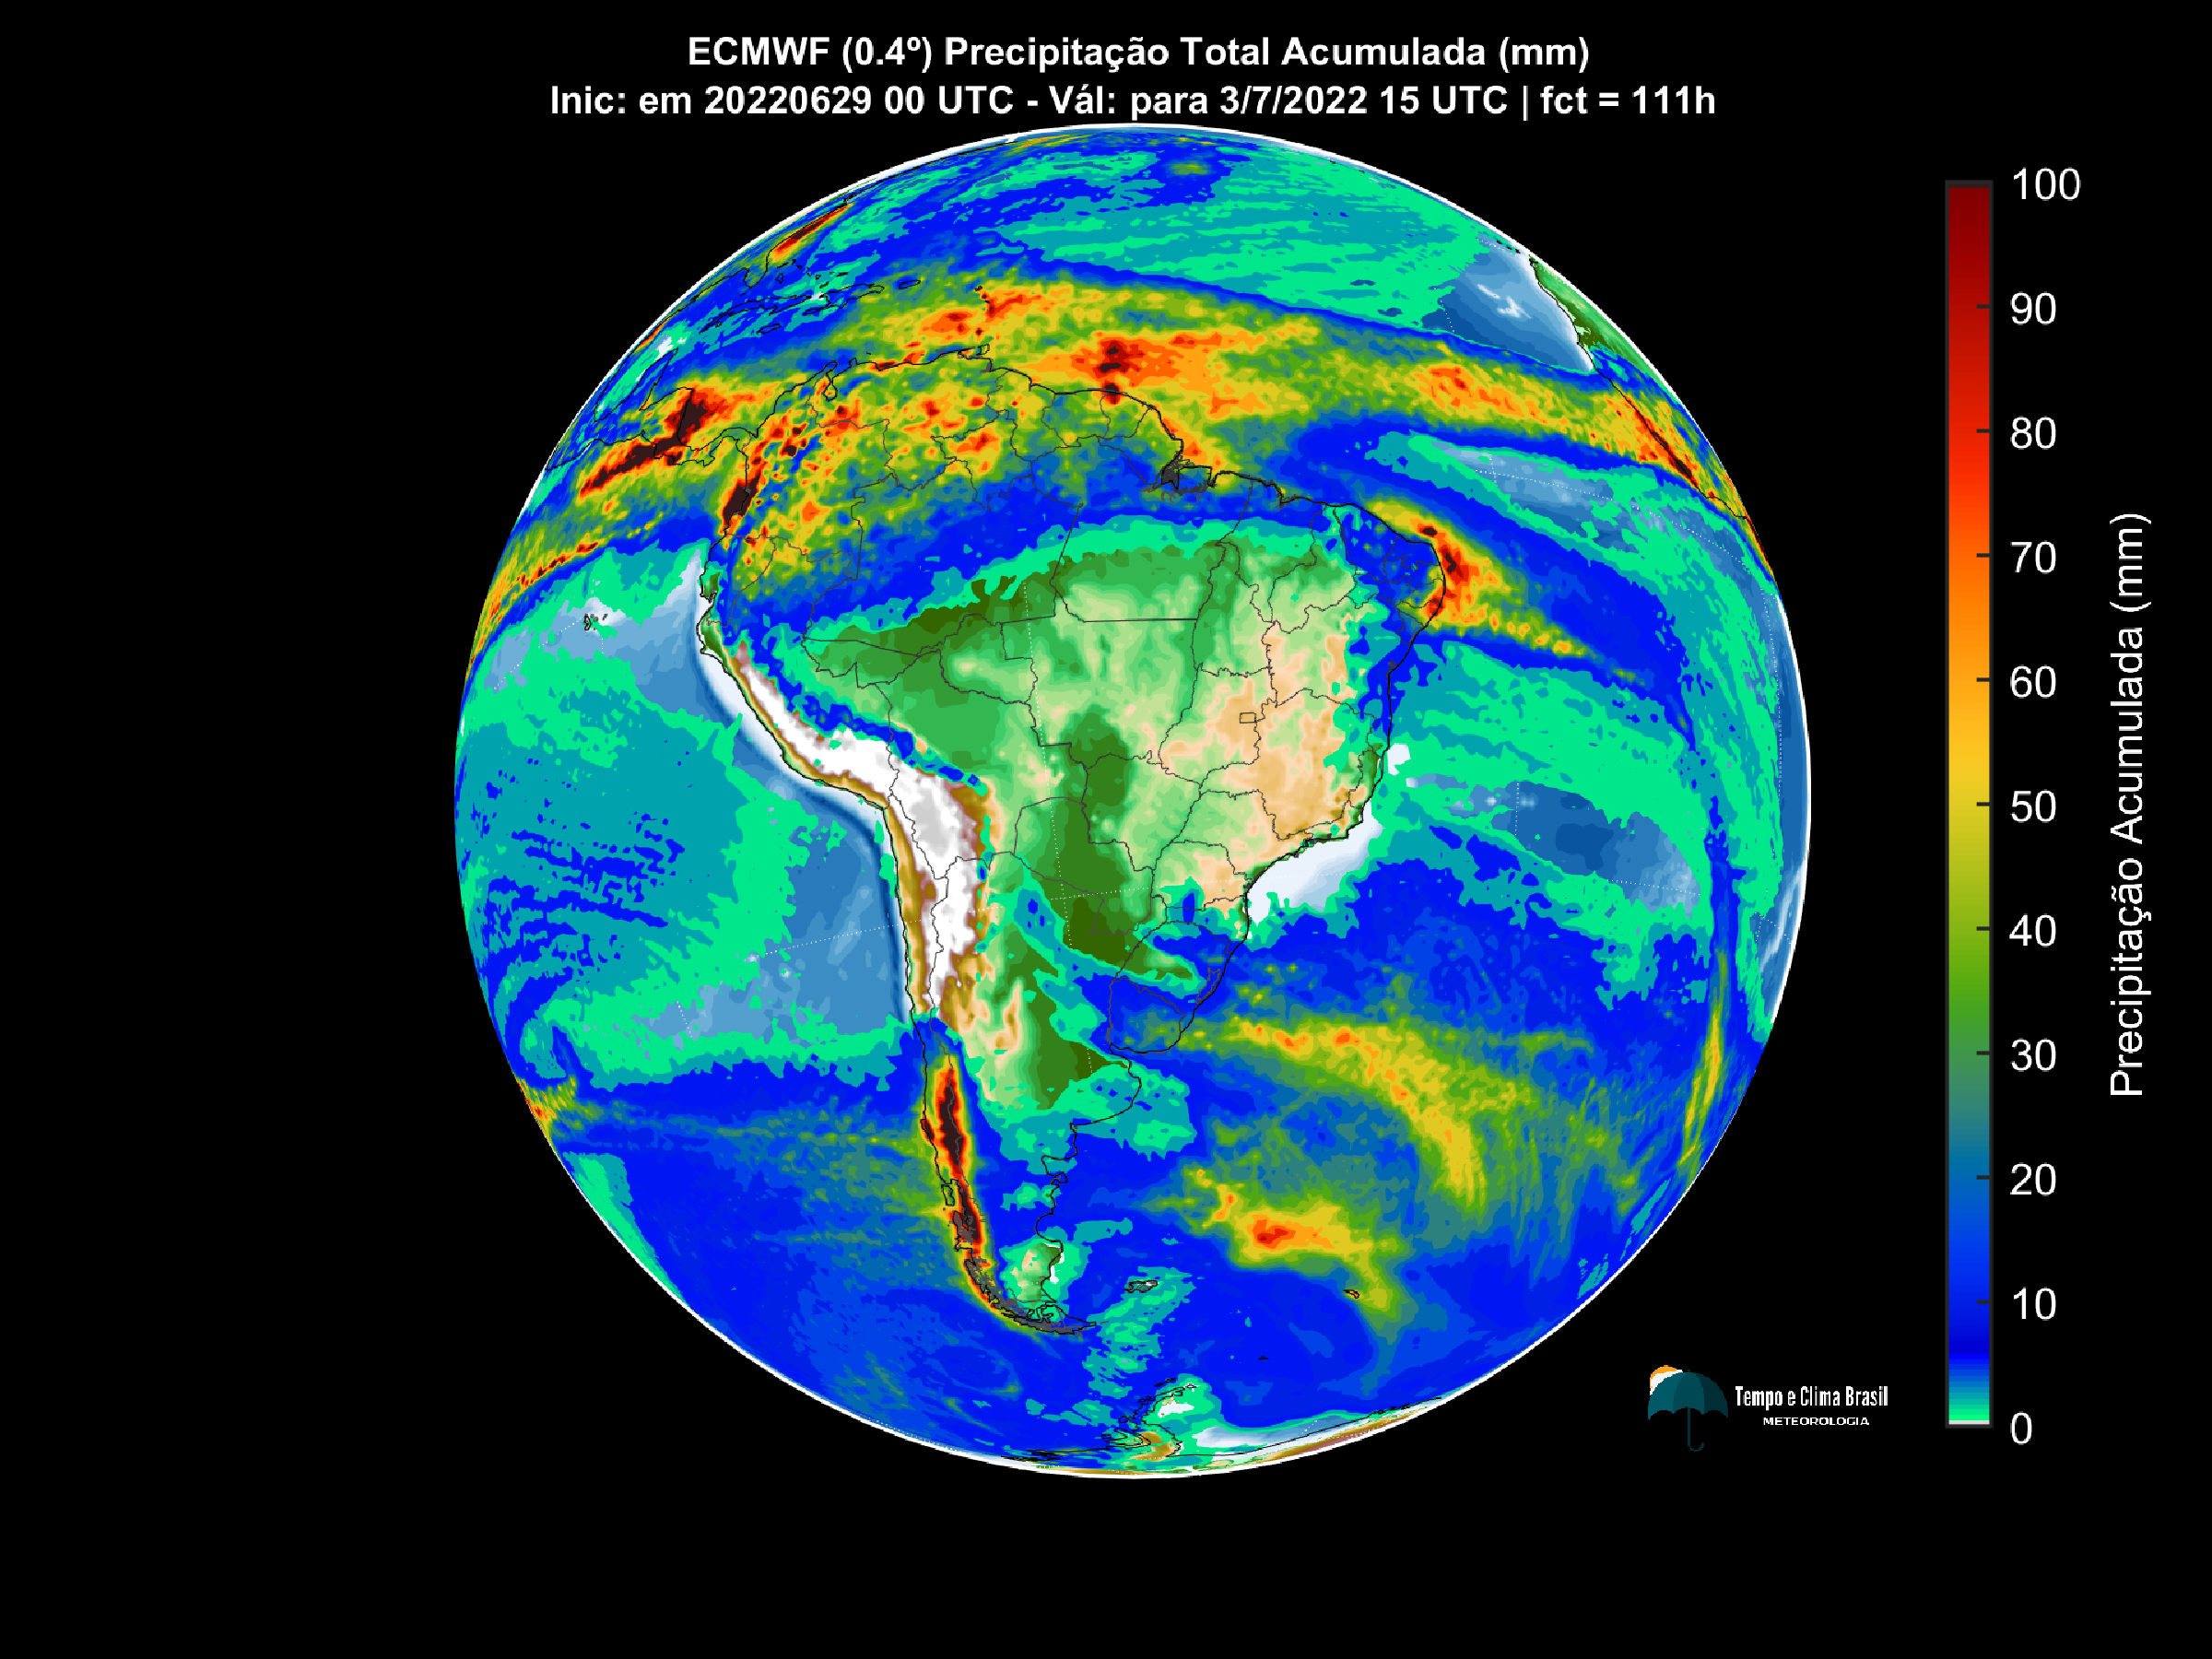 ECMWF (0.4º) Precipitação Total Acumulada (mm)
Inic: em 20220629 00 UTC - Vál: para 3/7/2022 15 UTC | fct = 111h
100
90
80
70
60
50
40
30
20
10
0
Precipitação Acumulada (mm)
Tempo e Clima Brasil
METEOROLOGIA